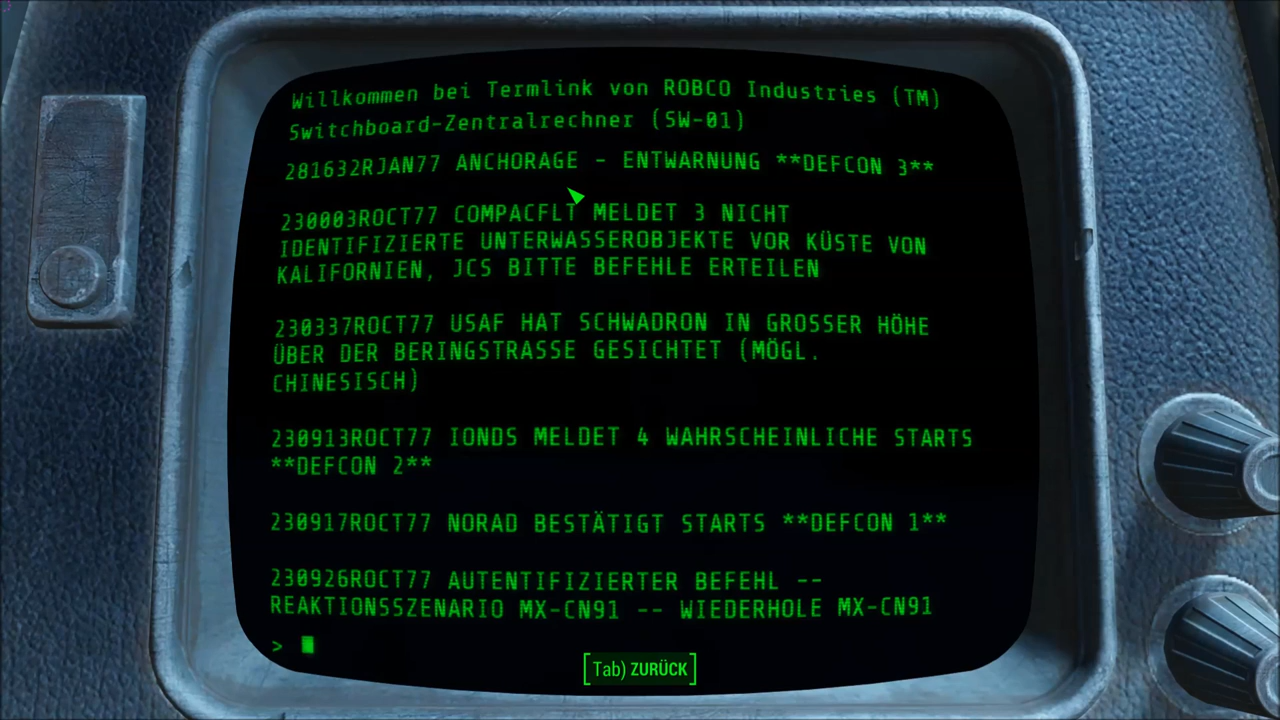 Willkommen bei Termlink von ROBCO Industries (TM)
Switchboard-Zentralrechner (SW-01)
281632RJAN77 ANCHORAGE - ENTWARNUNG **DEFCON 3**
230003ROCT77 COMPACFLT MELDET 3 NICHT
IDENTIFIZIERTE UNTERWASSEROBJEKTE VOR KÜSTE VON
KALIFORNIEN, JCS BITTE BEFEHLE ERTEILEN
230337ROCT77 USAF HAT SCHWADRON IN GROSSER HÖHE
ÜBER DER BERINGSTRASSE GESICHTET (MÖGL.
CHINESISCH)
230913ROCT77 IONDS MELDET 4 WAHRSCHEINLICHE STARTS
**DEFCON 2**
230917ROCT77 NORAD BESTÄTIGT STARTS **DEFCON 1**
230926ROCT77 AUTENTIFIZIERTER BEFEHL --
REAKTIONSSZENARIO MX-CN91 -- WIEDERHOLE MX-CN91
>
[Tab) ZURÜCK]